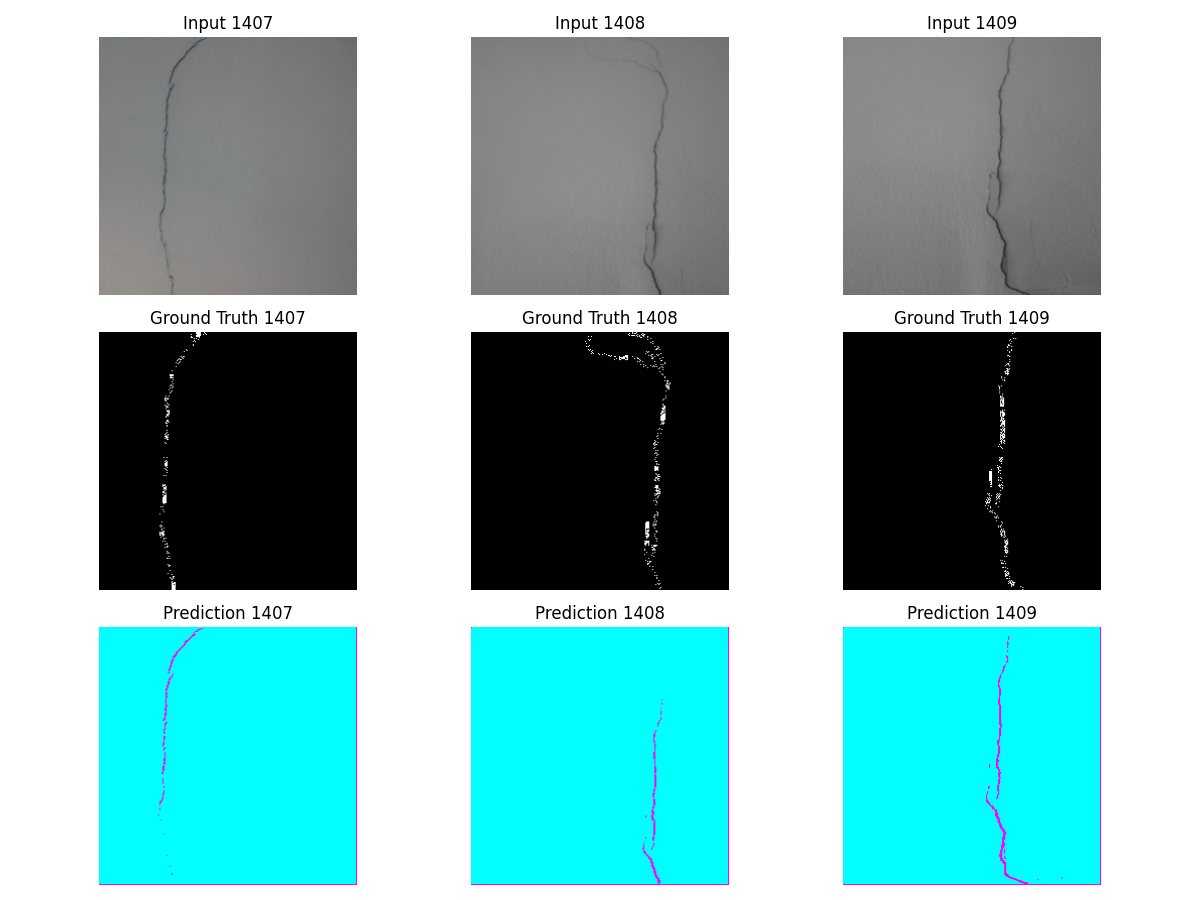 Input 1407
Input 1408
Input 1409
Ground Truth 1407
Ground Truth 1408
Ground Truth 1409
Prediction 1407
Prediction 1408
Prediction 1409